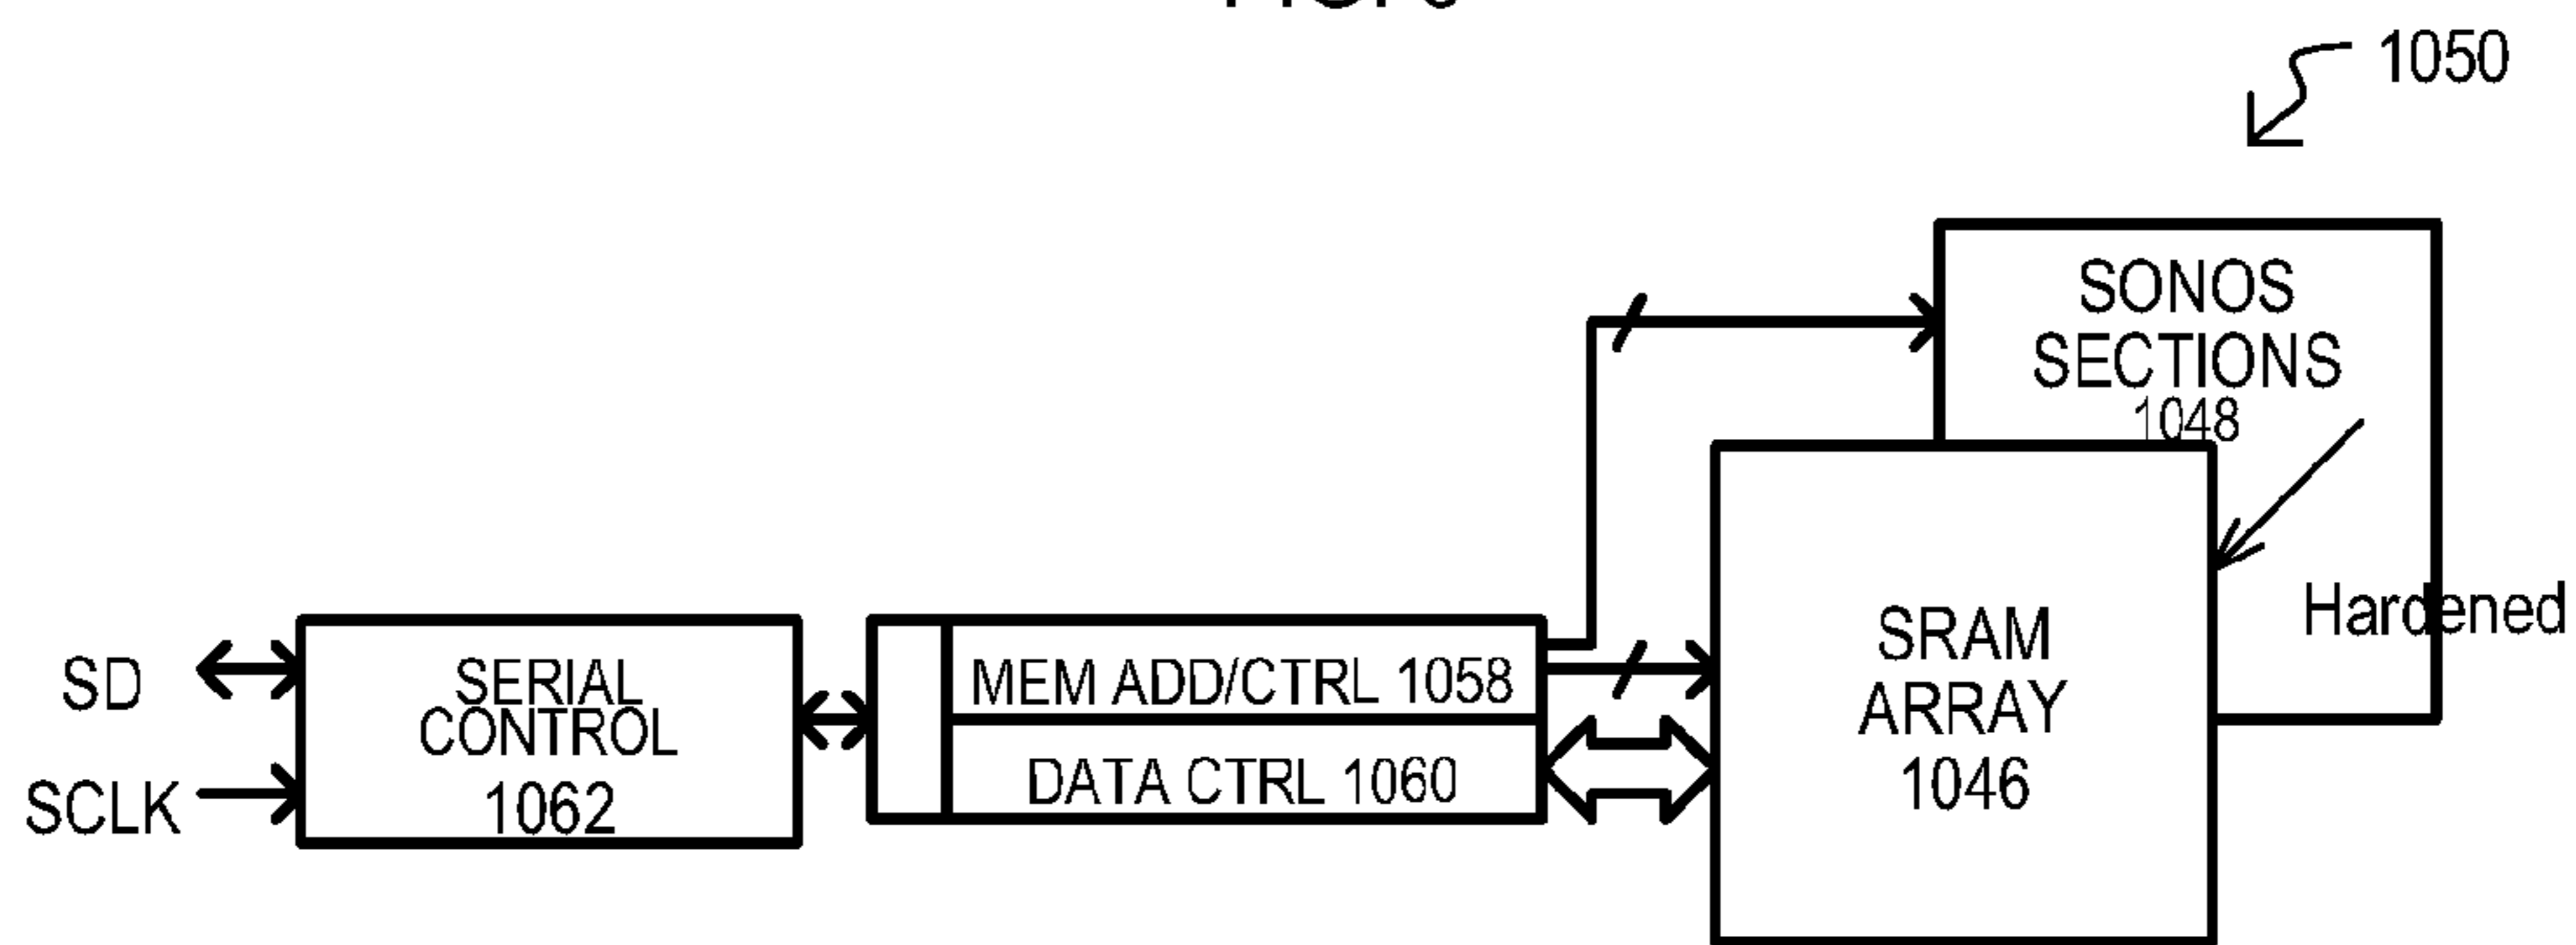 1050
SONOS
SECTIONS
1048
Hardened
SRAM
ARRAY
1046
MEM ADD/CTRL 1058
DATA CTRL 1060
SERIAL
CONTROL
1062
SD
SCLK